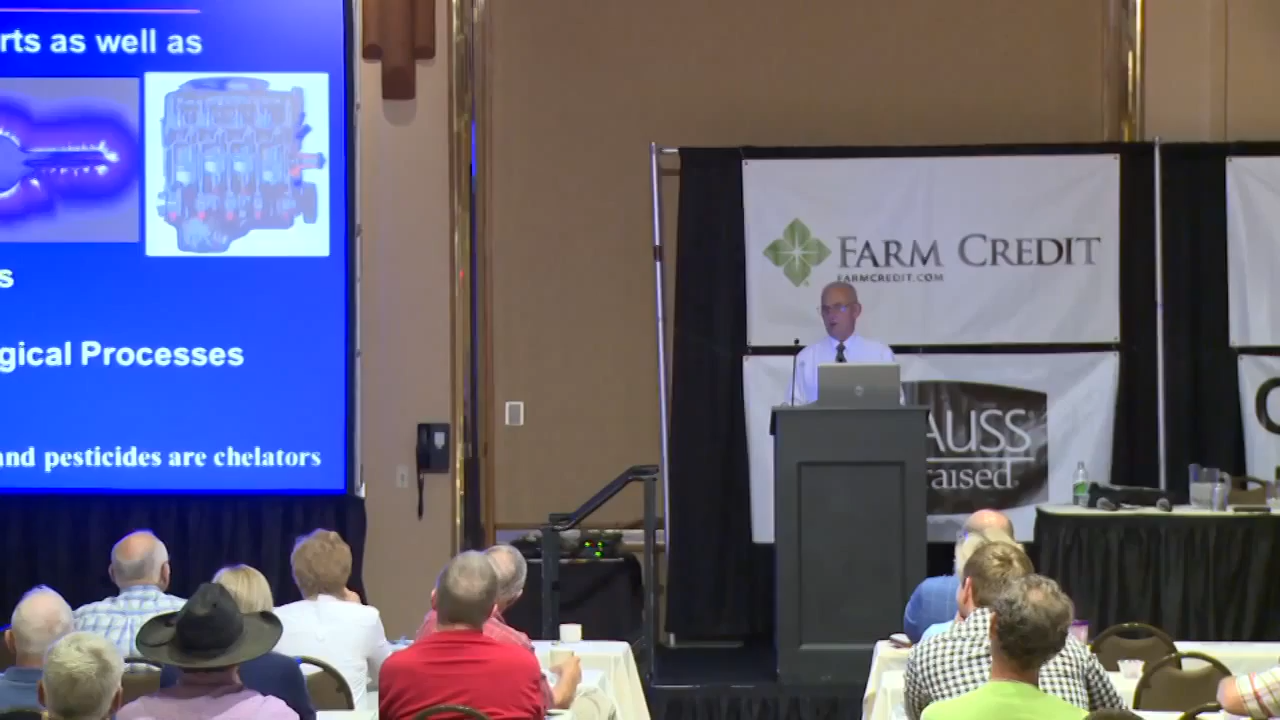 rts as well as
s
gical Processes
and pesticides are chelators
FARM CREDIT
FARMCREDIT.COM
AUSS
raised